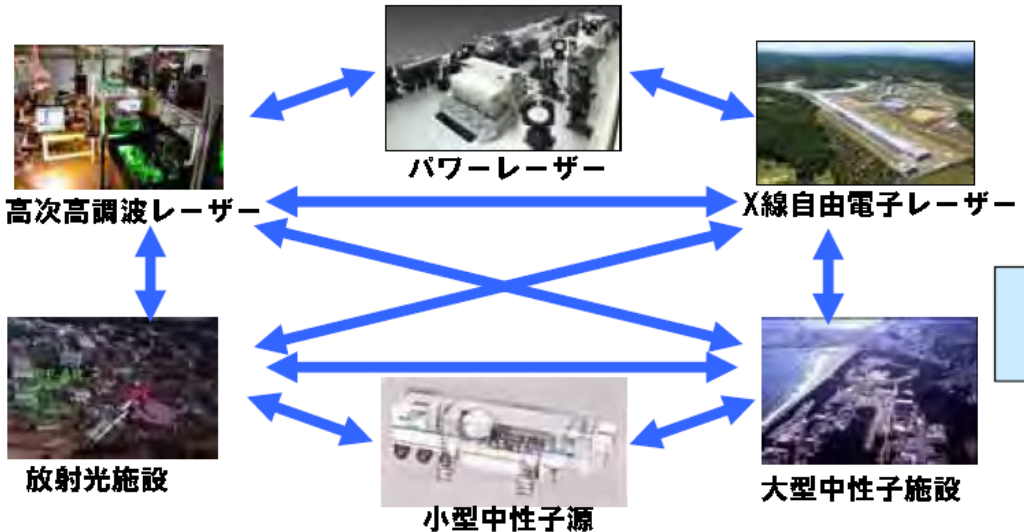 パワーレーザー
高次高調波レーザー
X線自由電子レーザー
放射光施設
小型中性子源
大型中性子施設